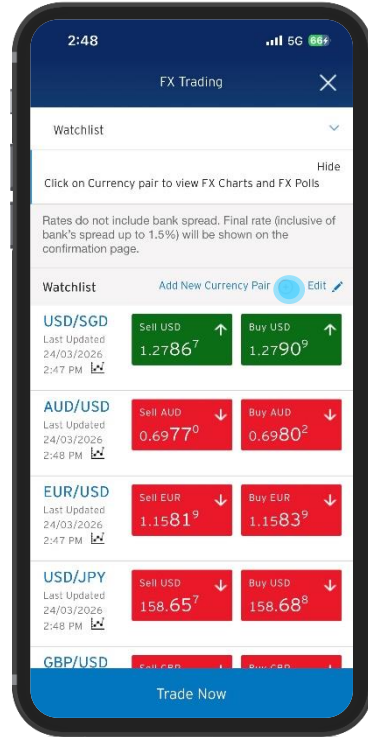 2:48
5G 66
FX Trading
Watchlist
Hide
Click on Currency pair to view FX Charts and FX Polls
Rates do not include bank spread. Final rate (inclusive of
bank's spread up to 1.5%) will be shown on the
confirmation page.
Watchlist
Add New Currency Pair
Edit
USD/SGD
Last Updated
24/03/2026
2:47 PM
Sell USD
1.2786⁷
Buy USD
1.2790⁹
AUD/USD
Last Updated
24/03/2026
2:48 PM
Sell AUD
0.6977⁰
Buy AUD
0.6980²
EUR/USD
Last Updated
24/03/2026
2:47 PM
Sell EUR
1.1581⁹
Buy EUR
1.1583⁹
USD/JPY
Last Updated
24/03/2026
2:48 PM
Sell USD
158.65⁷
Buy USD
158.68⁸
GBP/USD
Sell GBP
Buy GBP
Trade Now